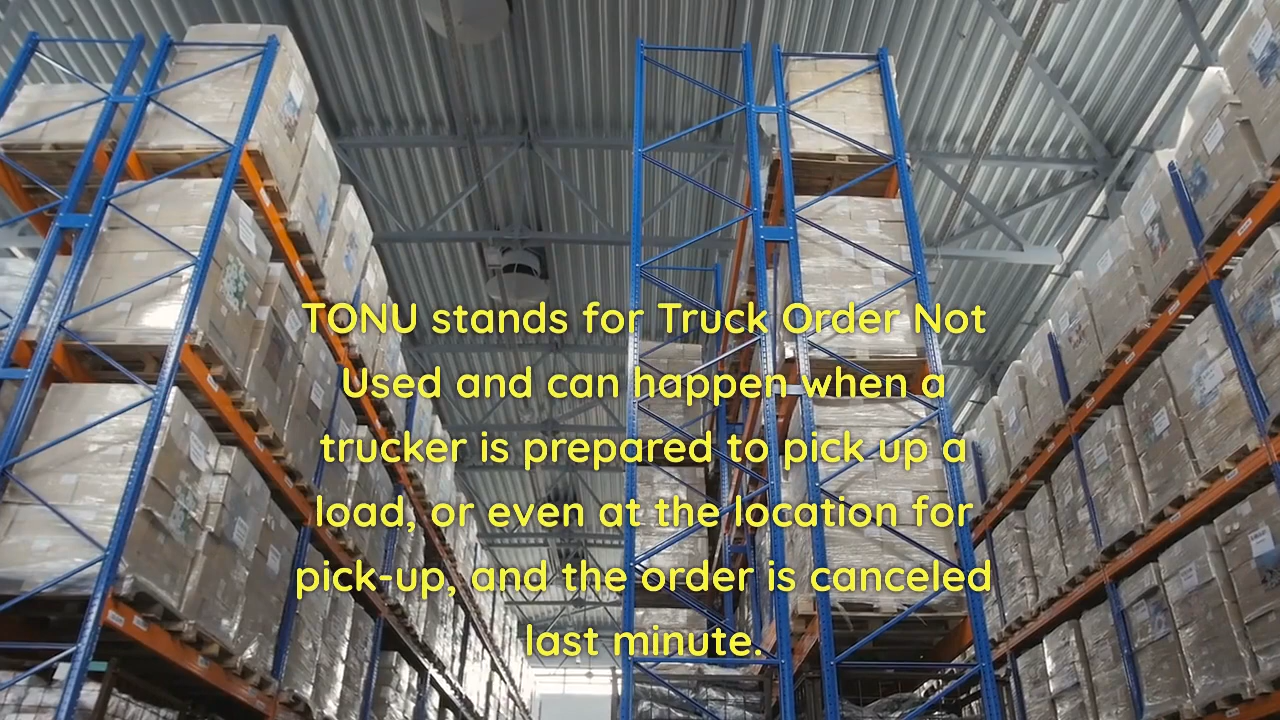 TONU stands for Truck Order Not
Used and can happen when a
trucker is prepared to pick up a
load, or even at the location for
pick-up, and the order is canceled
last minute.